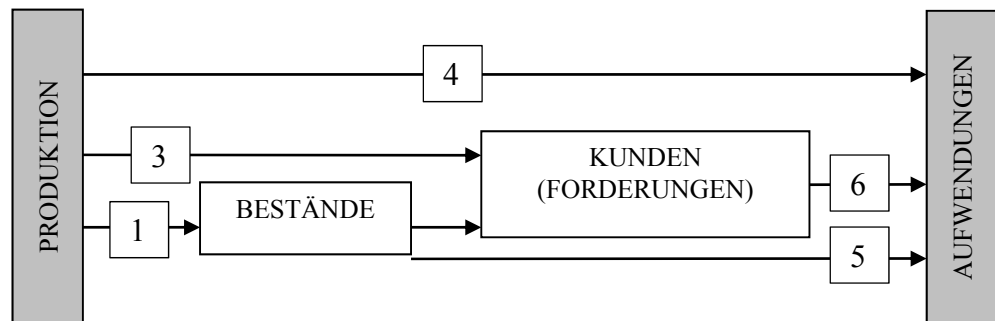 PRODUKTION
4
3
KUNDEN
(FORDERUNGEN)
6
1
BESTÄNDE
5
AUFWENDUNGEN